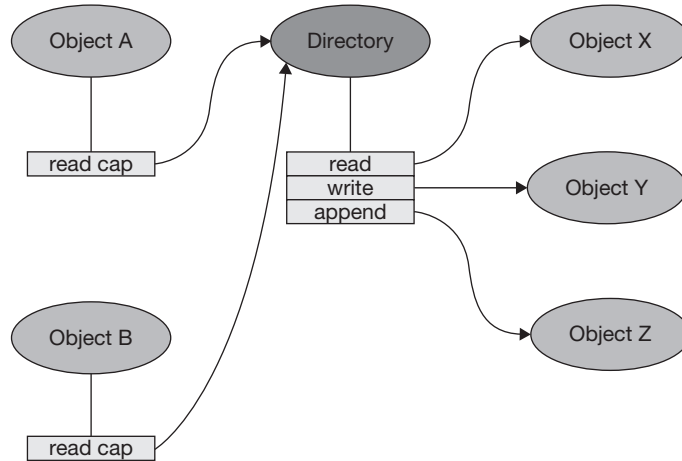 Object A
Directory
Object X
read cap
read
write
append
Object Y
Object B
Object Z
read cap